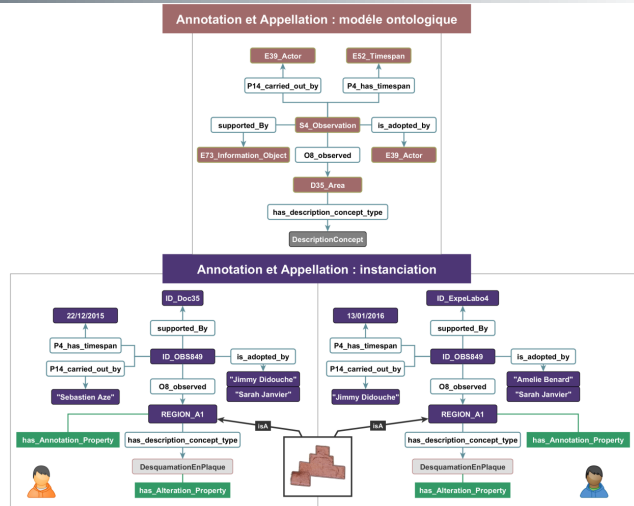 Annotation et Appellation : modéle ontologique
E39_Actor
E52_Timespan
P14_carried_out_by
P4_has_timespan
supported_By
S4_Observation
is_adopted_by
E73_Information_Object
O8_observed
E39_Actor
D35_Area
has_description_concept_type
DescriptionConcept
Annotation et Appellation : instanciation
ID_Doc35
22/12/2015
supported_By
P4_has_timespan
ID_OBS849
is_adopted_by
P14_carried_out_by
"Jimmy Didouche"
O8_observed
"Sebastien Aze"
"Sarah Janvier"
REGION_A1
isA
has_Annotation_Property
has_description_concept_type
DesquamationEnPlaque
has_Alteration_Property
ID_ExpeLabo4
13/01/2016
supported_By
P4_has_timespan
ID_OBS849
is_adopted_by
P14_carried_out_by
"Amelie Benard"
O8_observed
"Jimmy Didouche"
"Sarah Janvier"
REGION_A1
isA
has_description_concept_type
has_Annotation_Property
DesquamationEnPlaque
has_Alteration_Property